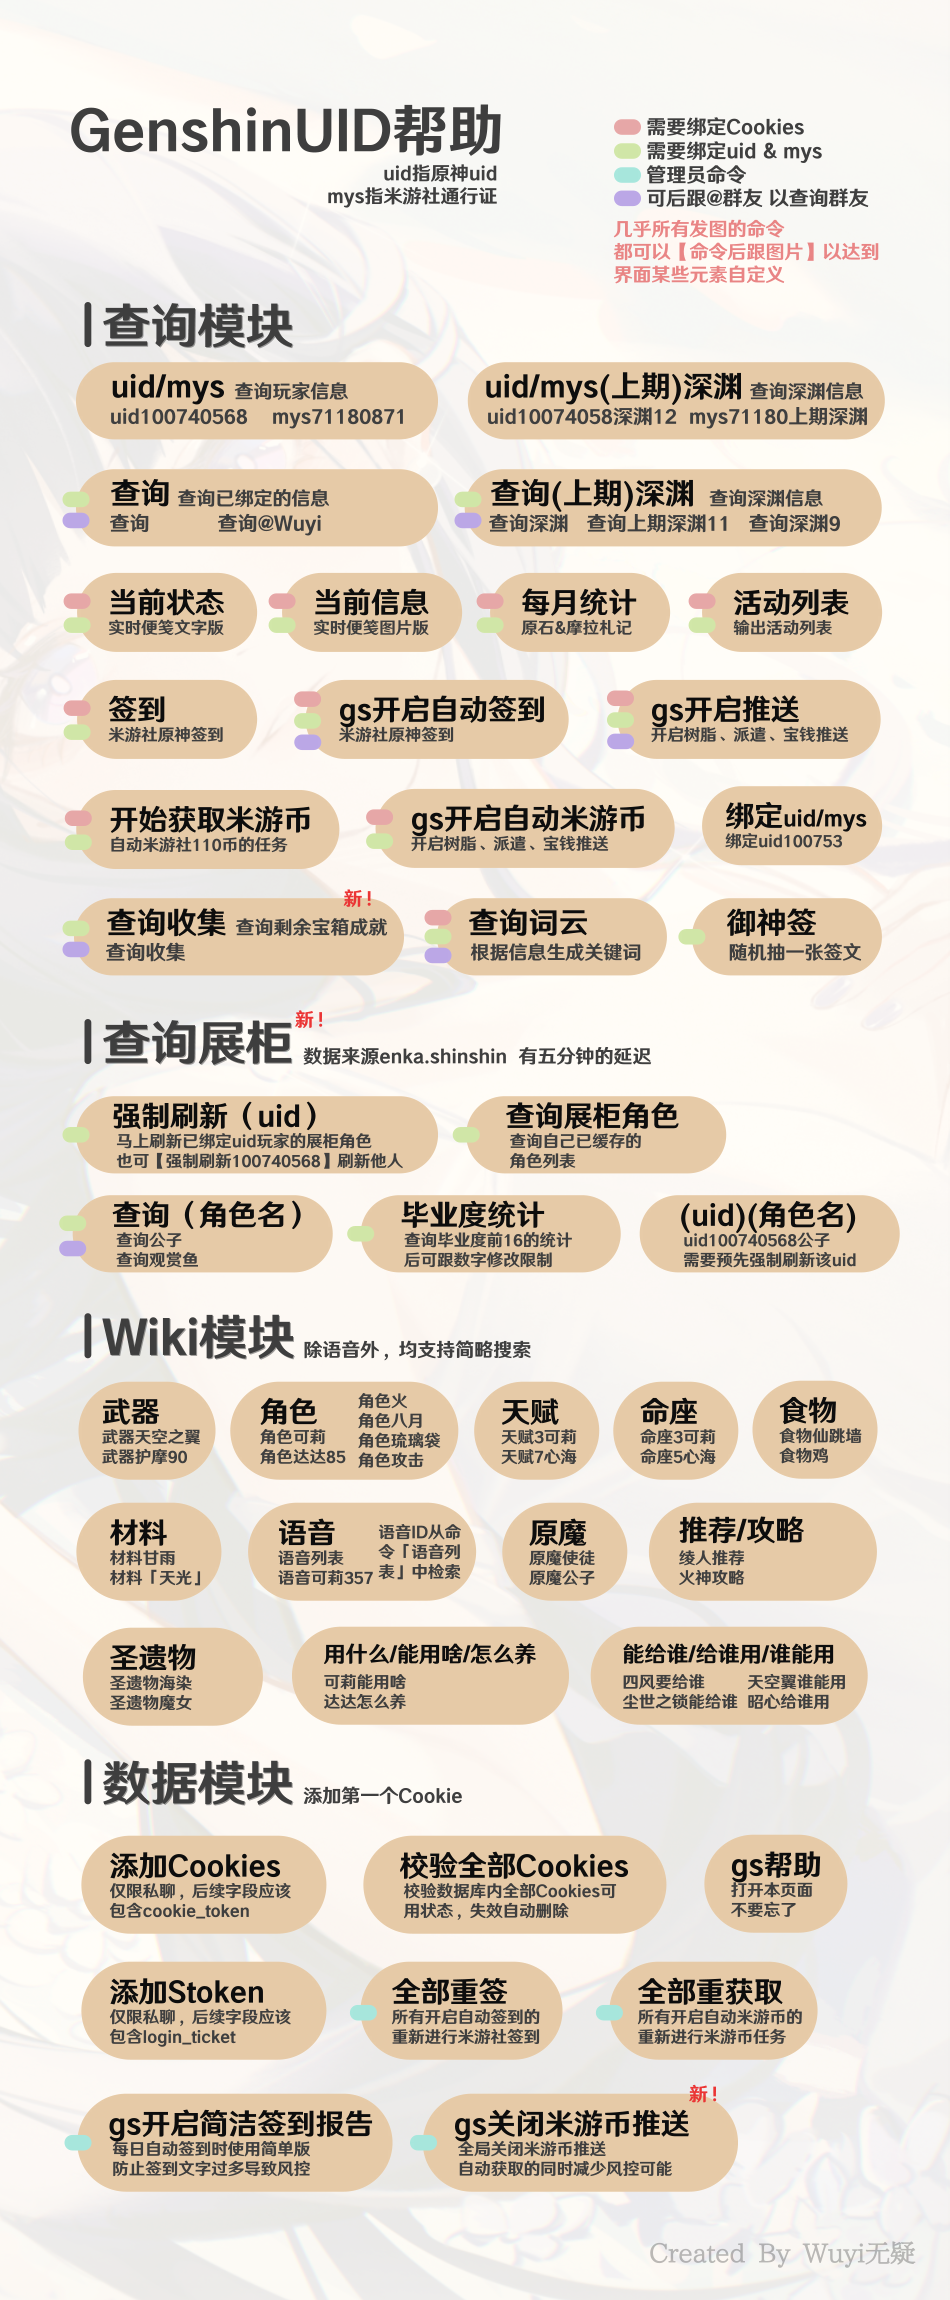 GenshinUID帮助
uid指原神uid
mys指米游社通行证
需要绑定Cookies
需要绑定uid & mys
管理员命令
可后跟@群友 以查询群友
几乎所有发图的命令
都可以【命令后跟图片】以达到
界面某些元素自定义
查询模块
uid/mys 查询玩家信息
uid100740568 mys71180871
uid/mys(上期)深渊 查询深渊信息
uid10074058深渊12 mys71180上期深渊
查询 查询已绑定的信息
查询 查询@Wuyi
查询(上期)深渊 查询深渊信息
查询深渊 查询上期深渊11 查询深渊9
当前状态
实时便笺文字版
当前信息
实时便笺图片版
每月统计
原石&摩拉札记
活动列表
输出活动列表
签到
米游社原神签到
gs开启自动签到
米游社原神签到
gs开启推送
开启树脂、派遣、宝钱推送
开始获取米游币
自动米游社110币的任务
gs开启自动米游币
开启树脂、派遣、宝钱推送
绑定uid/mys
绑定uid100753
新!
查询收集 查询剩余宝箱成就
查询收集
查询词云
根据信息生成关键词
御神签
随机抽一张签文
查询展柜
新!
数据来源enka.shinshin 有五分钟的延迟
强制刷新（uid）
马上刷新已绑定uid玩家的展柜角色
也可【强制刷新100740568】刷新他人
查询展柜角色
查询自己已缓存的
角色列表
查询（角色名）
查询公子
查询观赏鱼
毕业度统计
查询毕业度前16的统计
后可跟数字修改限制
(uid)(角色名)
uid100740568公子
需要预先强制刷新该uid
Wiki模块 除语音外，均支持简略搜索
武器
武器天空之翼
武器护摩90
角色
角色可莉
角色达达85
角色火
角色八月
角色琉璃袋
角色攻击
天赋
天赋3可莉
天赋7心海
命座
命座3可莉
命座5心海
食物
食物仙跳墙
食物鸡
材料
材料甘雨
材料「天光」
语音
语音列表
语音可莉357
语音ID从命
令「语音列
表」中检索
原魔
原魔使徒
原魔公子
推荐/攻略
绫人推荐
火神攻略
圣遗物
圣遗物海染
圣遗物魔女
用什么/能用啥/怎么养
可莉能用啥
达达怎么养
能给谁/给谁用/谁能用
四风要给谁 天空翼谁能用
尘世之锁能给谁 昭心给谁用
数据模块 添加第一个Cookie
添加Cookies
仅限私聊，后续字段应该
包含cookie_token
校验全部Cookies
校验数据库内全部Cookies可
用状态，失效自动删除
gs帮助
打开本页面
不要忘了
添加Stoken
仅限私聊，后续字段应该
包含login_ticket
全部重签
所有开启自动签到的
重新进行米游社签到
全部重获取
所有开启自动米游币的
重新进行米游币任务
gs开启简洁签到报告
每日自动签到时使用简单版
防止签到文字过多导致风控
新!
gs关闭米游币推送
全局关闭米游币推送
自动获取的同时减少风控可能
Created By Wuyi无疑